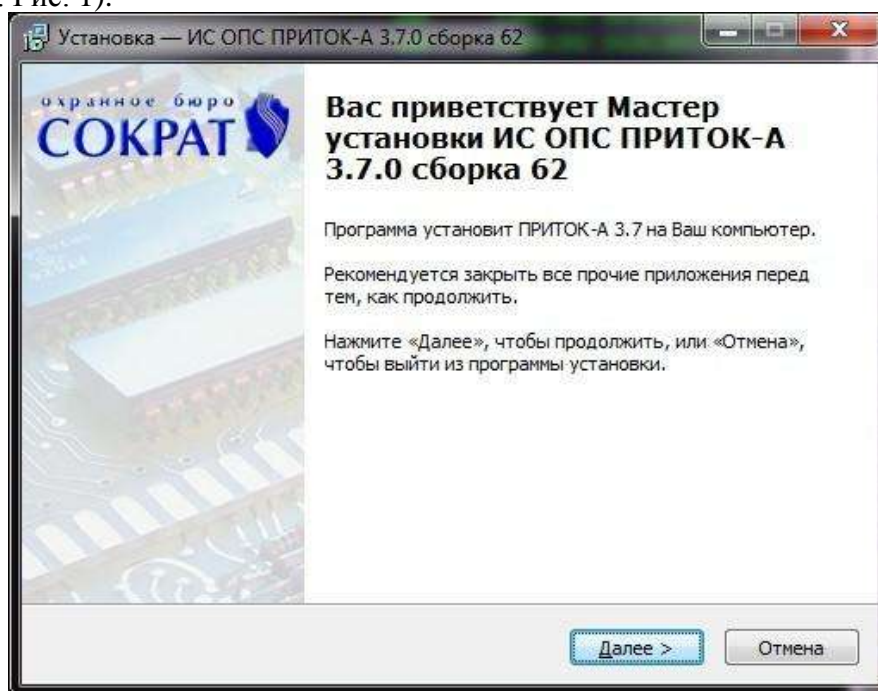 Рис. 1).
Установка — ИС ОПС ПРИТОК-А 3.7.0 сборка 62
охранное бюро
СОКРАТ
Вас приветствует Мастер
установки ИС ОПС ПРИТОК-А
3.7.0 сборка 62
Программа установит ПРИТОК-А 3.7 на Ваш компьютер.
Рекомендуется закрыть все прочие приложения перед
тем, как продолжить.
Нажмите «Далее», чтобы продолжить, или «Отмена»,
чтобы выйти из программы установки.
Далее >
Отмена